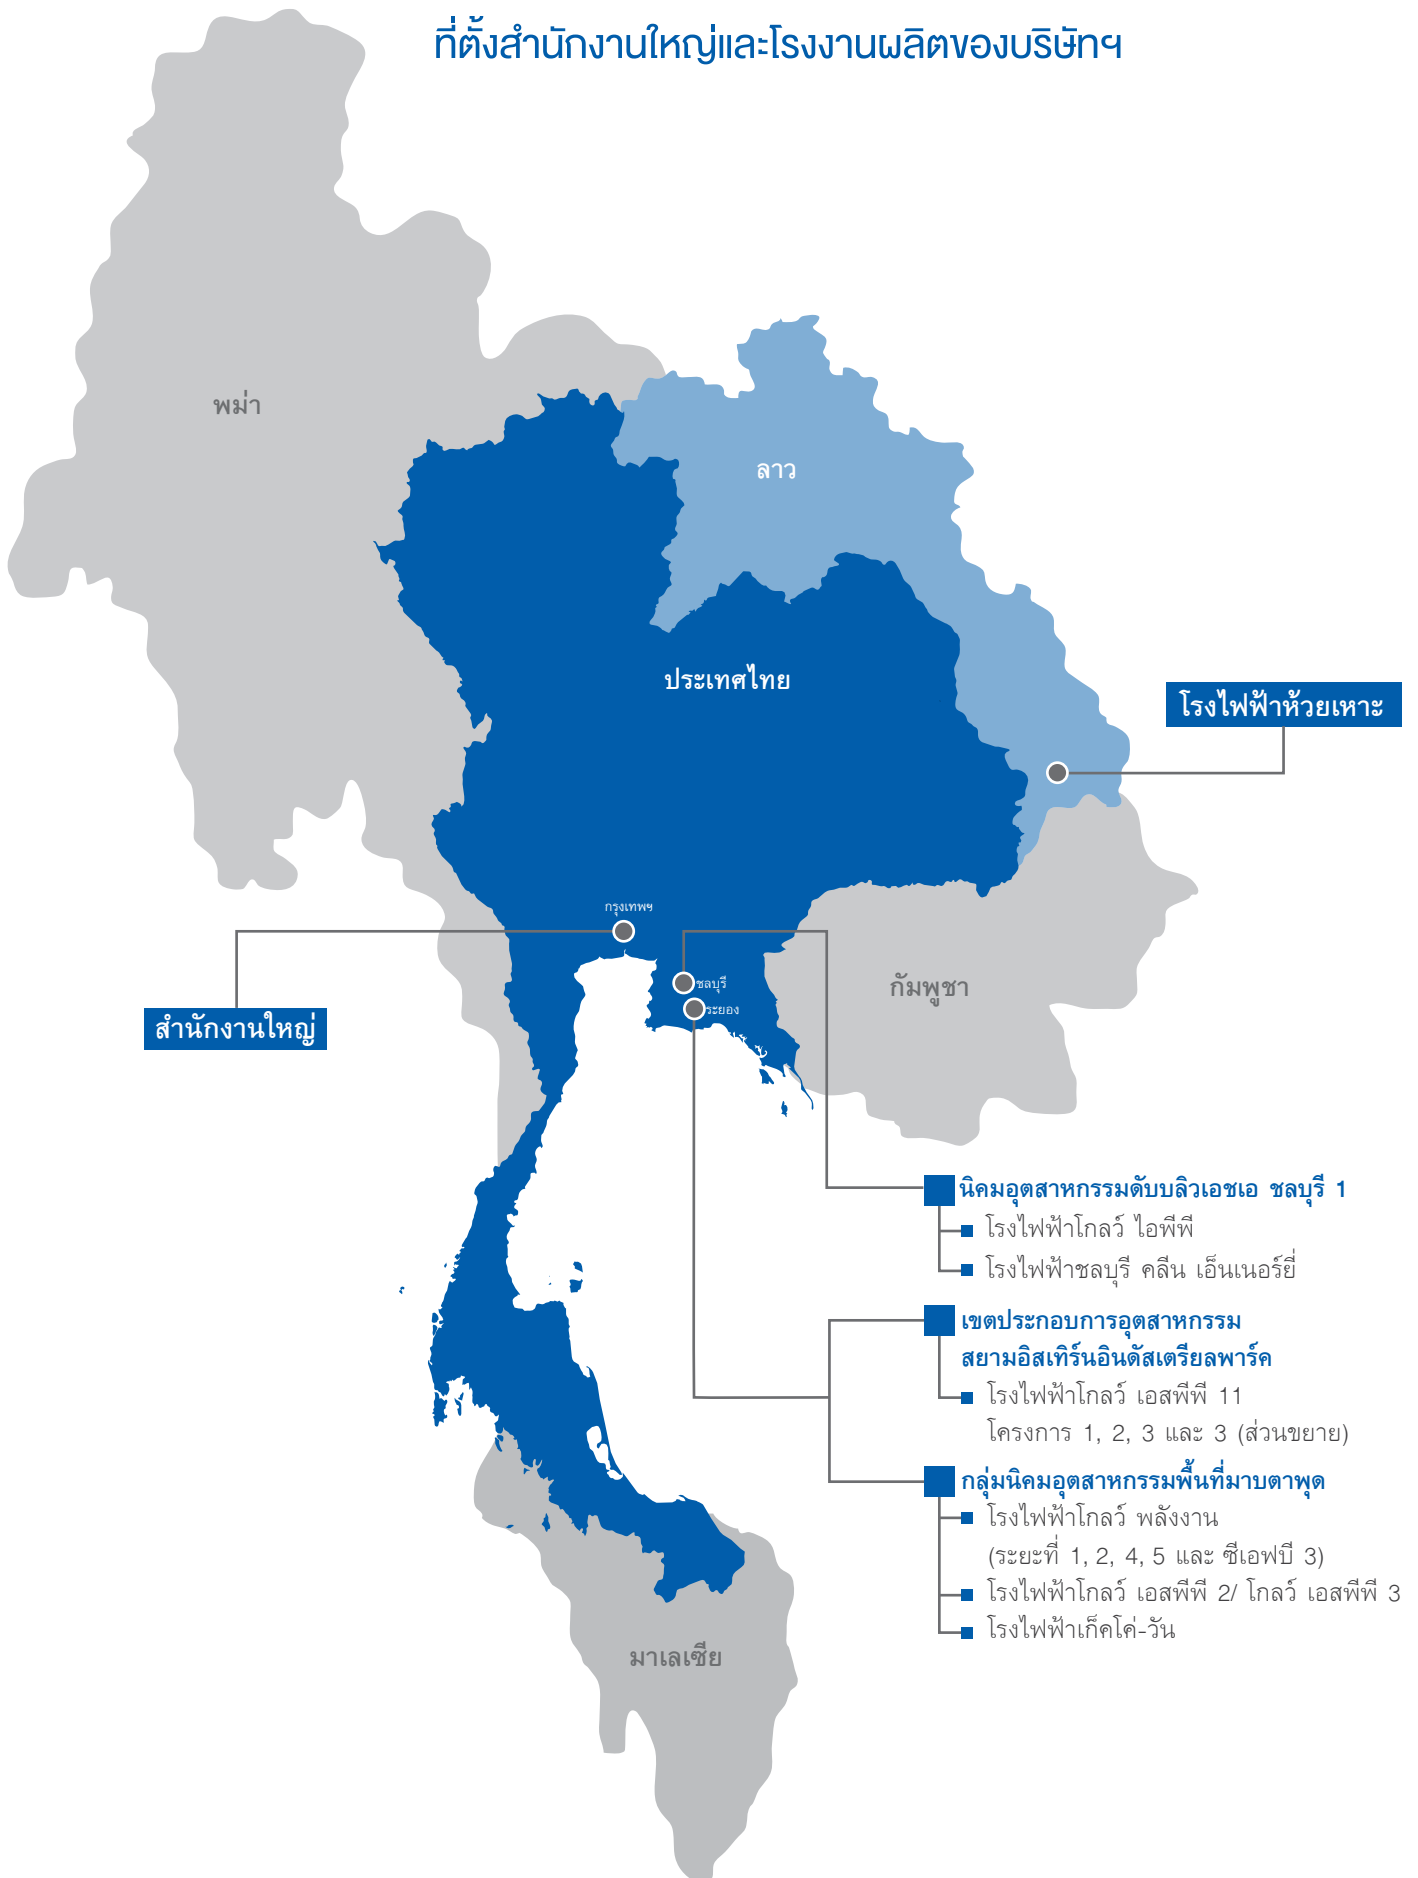 ที่ตั้งสำนักงานใหญ่และโรงงานผลิตของบริษัทฯ
พม่า
ลาว
ประเทศไทย
โรงไฟฟ้าห้วยเหาะ
กรุงเทพฯ
ชลบุรี
ระยอง
กัมพูชา
สำนักงานใหญ่
นิคมอุตสาหกรรมดับบลิวเอชเอ ชลบุรี 1
โรงไฟฟ้าโกลว์ ไอพีพี
โรงไฟฟ้าชลบุรี คลีน เอ็นเนอร์ยี่
เขตประกอบการอุตสาหกรรม
สยามอิสเทิร์นอินดัสเตรียลพาร์ค
โรงไฟฟ้าโกลว์ เอสพีพี 11
โครงการ 1, 2, 3 และ 3 (ส่วนขยาย)
กลุ่มนิคมอุตสาหกรรมพื้นที่มาบตาพุด
โรงไฟฟ้าโกลว์ พลังงาน
(ระยะที่ 1, 2, 4, 5 และ ซีเอฟบี 3)
โรงไฟฟ้าโกลว์ เอสพีพี 2/ โกลว์ เอสพีพี 3
โรงไฟฟ้าเก็คโค่-วัน
มาเลเซีย